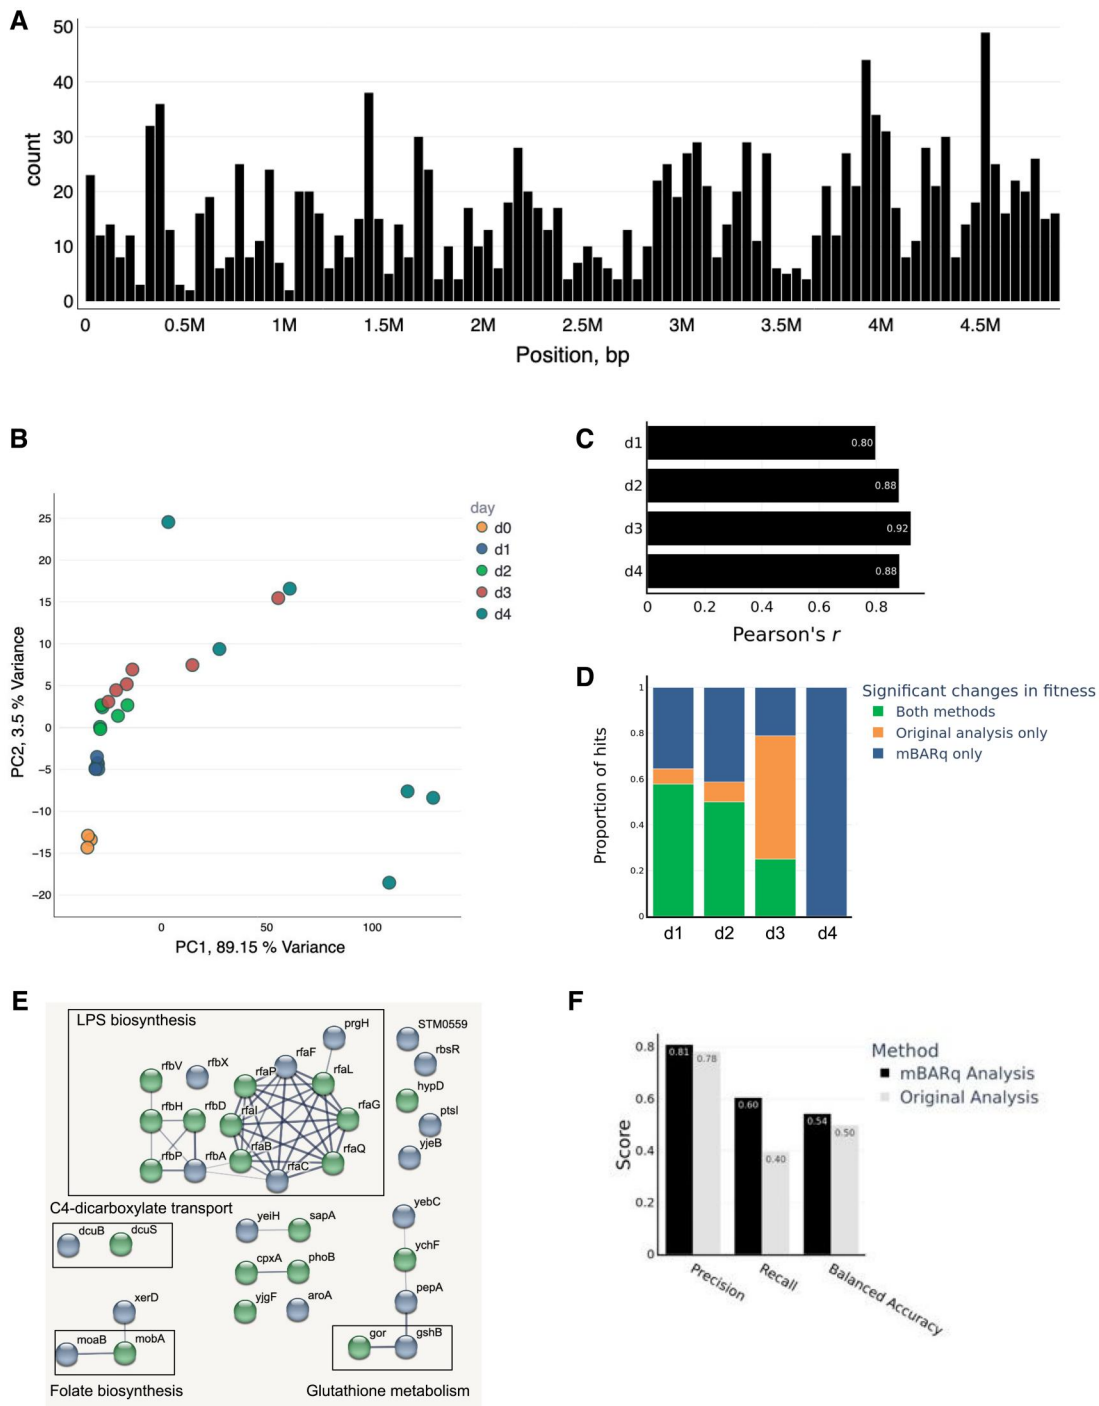 A
50
40
30
20
10
0
count
0
0.5M
1M
1.5M
2M
2.5M
3M
3.5M
4M
4.5M
Position, bp
B
25
20
15
10
5
0
−5
−10
−15
−20
PC2, 3.5 % Variance
0
50
100
PC1, 89.15 % Variance
day
d0
d1
d2
d3
d4
C
d1
0.80
d2
0.88
d3
0.92
d4
0.88
0
0.2
0.4
0.6
0.8
Pearson's r
D
1
0.8
0.6
0.4
0.2
0
Proportion of hits
d1
d2
d3
d4
Significant changes in fitness
Both methods
Original analysis only
mBARq only
E
LPS biosynthesis
prgH
rfbV
rfbX
rfaF
rfaP
rfaL
rfbH
rfbD
rfaI
rfaG
rfaB
rfaQ
rfbP
rfbA
rfaC
STM0559
rbsR
hypD
ptsI
yjeB
C4-dicarboxylate transport
dcuB
dcuS
yeiH
sapA
yebC
cpxA
phoB
ychF
yjgF
aroA
pepA
xerD
moaB
mobA
gor
gshB
Folate biosynthesis
Glutathione metabolism
F
0.8
0.6
0.4
0.2
0
Score
0.81
0.78
0.60
0.40
0.54
0.50
Precision
Recall
Balanced Accuracy
Method
mBARq Analysis
Original Analysis